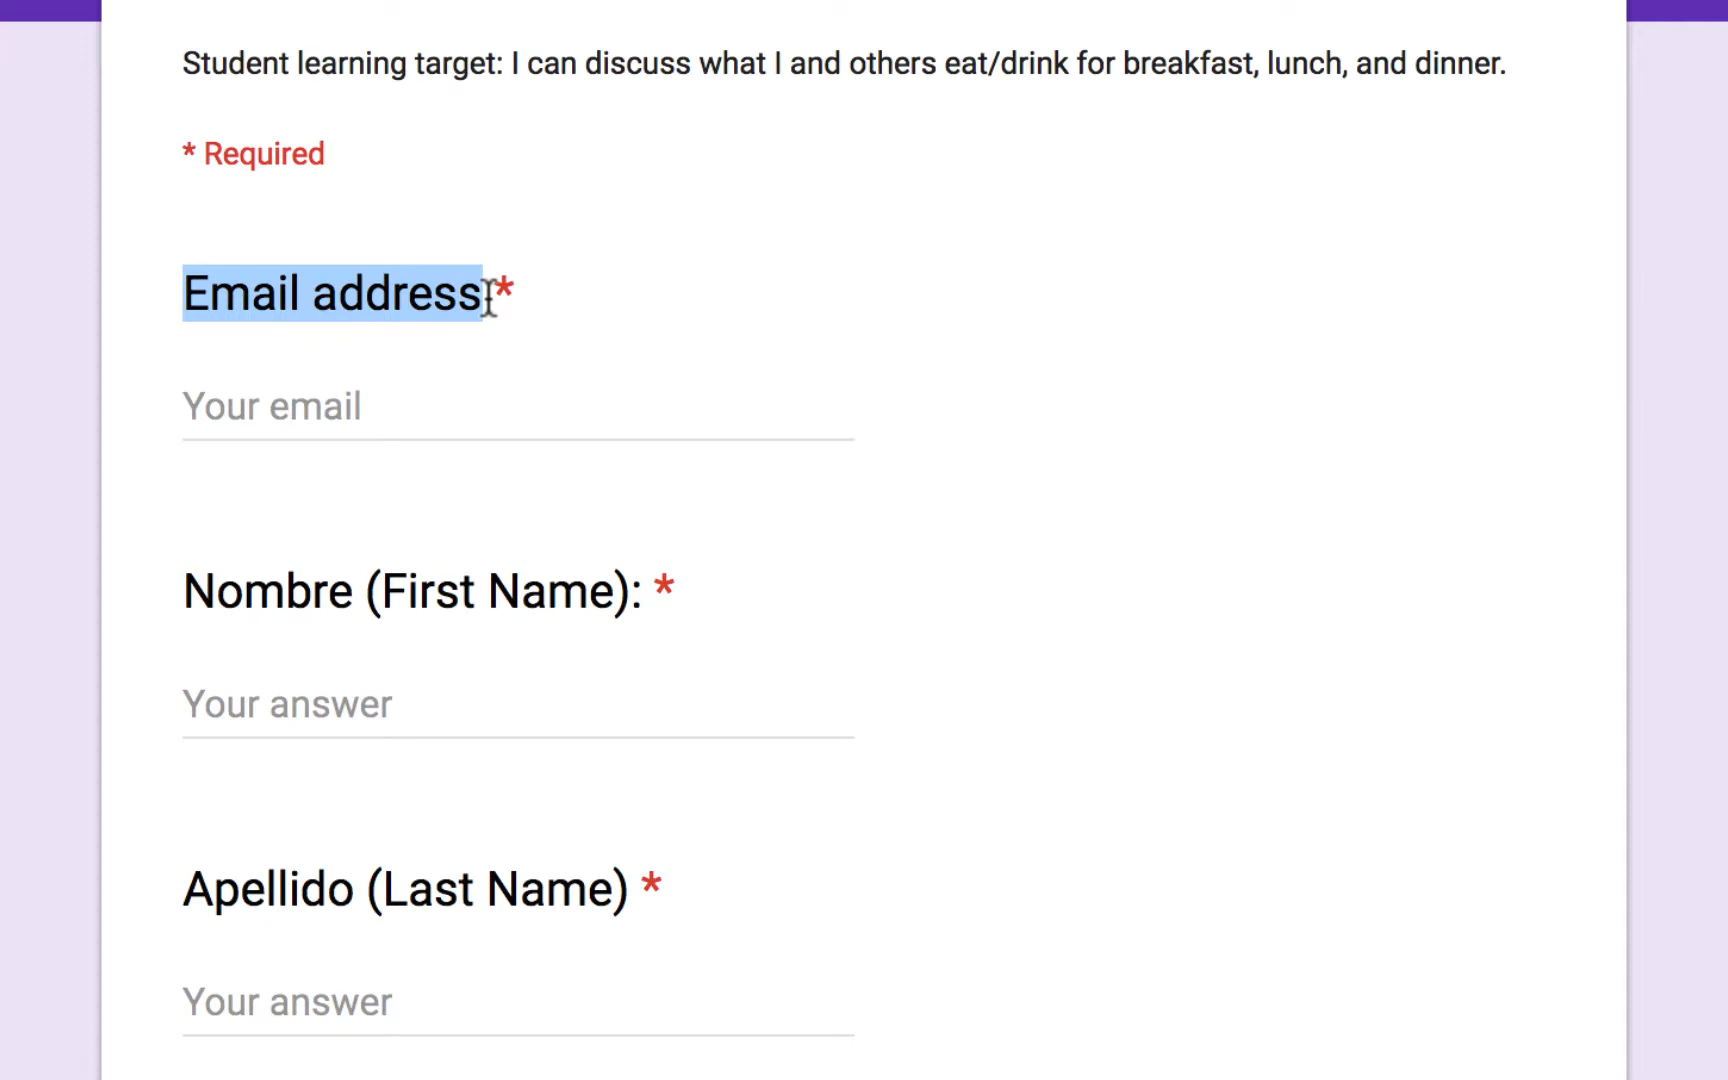 Student learning target: I can discuss what I and others eat/drink for breakfast, lunch, and dinner.
* Required
Email address *
Your email
Nombre (First Name): *
Your answer
Apellido (Last Name) *
Your answer